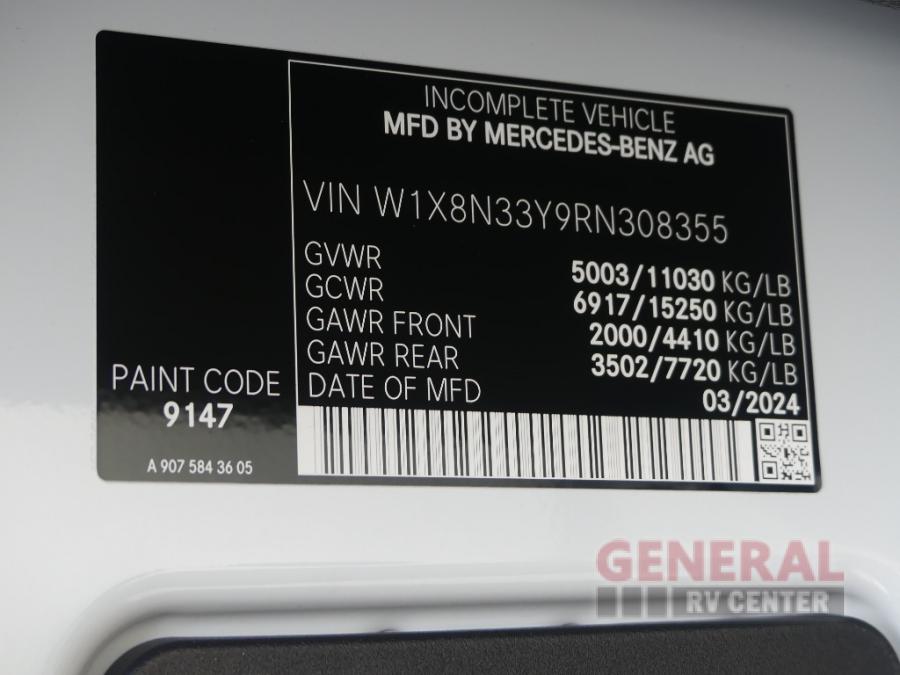 INCOMPLETE VEHICLE
MFD BY MERCEDES-BENZ AG
VIN W1X8N33Y9RN308355
GVWR 5003/11030 KG/LB
GCWR 6917/15250 KG/LB
GAWR FRONT 2000/4410 KG/LB
GAWR REAR 3502/7720 KG/LB
DATE OF MFD 03/2024
PAINT CODE
9147
A 907 584 36 05
GENERAL
RV CENTER